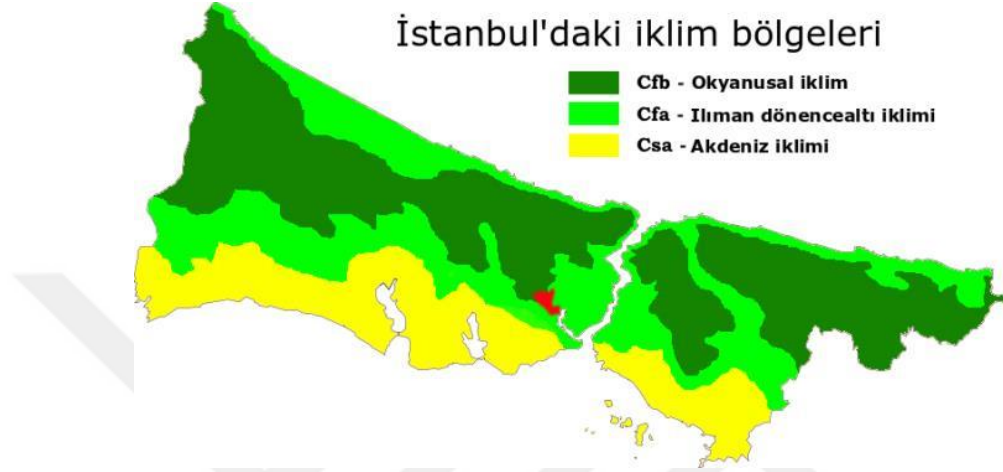 İstanbul'daki iklim bölgeleri
Cfb - Okyanusal iklim
Cfa - Ilıman dönencealtı iklimi
Csa - Akdeniz iklimi